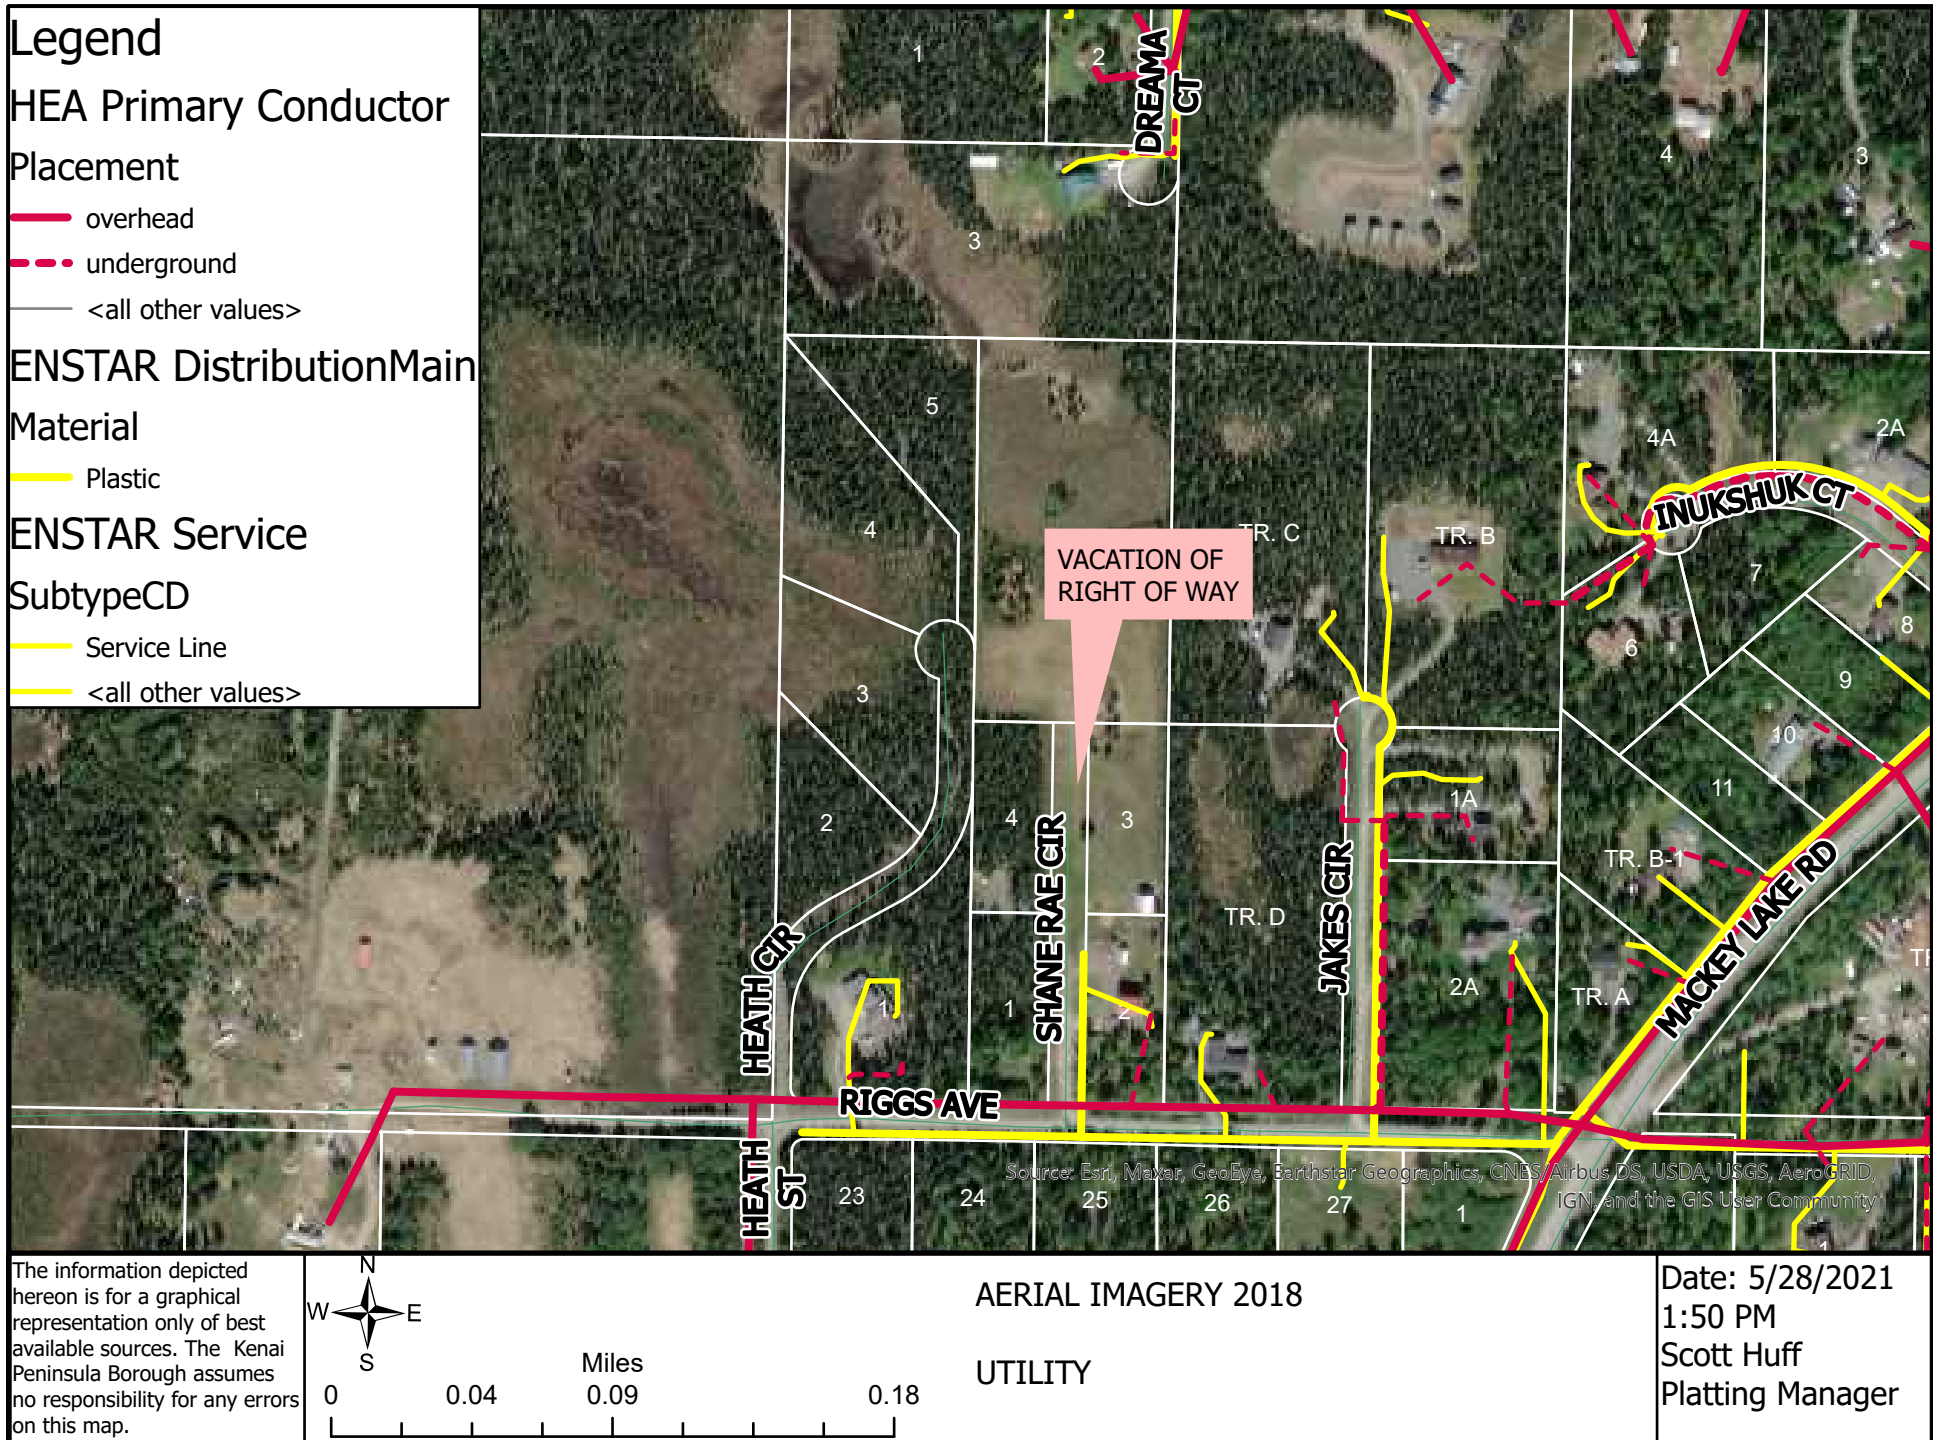 Legend
HEA Primary Conductor
Placement
overhead
underground
<all other values>
ENSTAR DistributionMain
Material
Plastic
ENSTAR Service
SubtypeCD
Service Line
<all other values>
1
2
DREAMA
CT
4
3
3
5
4A
2A
4
TR. C
TR. B
INUKSHUK CT
VACATION OF
RIGHT OF WAY
7
8
6
3
9
10
11
2
4
3
1A
SHANE RAE CIR
JAKES CIR
TR. B-1
MACKEY LAKE RD
TR. D
HEATH CIR
1
1
2
2A
TR. A
RIGGS AVE
HEATH
ST
23
24
25
26
27
1
1
Source: Esri, Maxar, GeoEye, Earthstar Geographics, CNES/Airbus DS, USDA, USGS, AeroGRID,
IGN, and the GIS User Community
The information depicted
hereon is for a graphical
representation only of best
available sources. The Kenai
Peninsula Borough assumes
no responsibility for any errors
on this map.
N
W E
S
Miles
0 0.04 0.09 0.18
AERIAL IMAGERY 2018
UTILITY
Date: 5/28/2021
1:50 PM
Scott Huff
Platting Manager